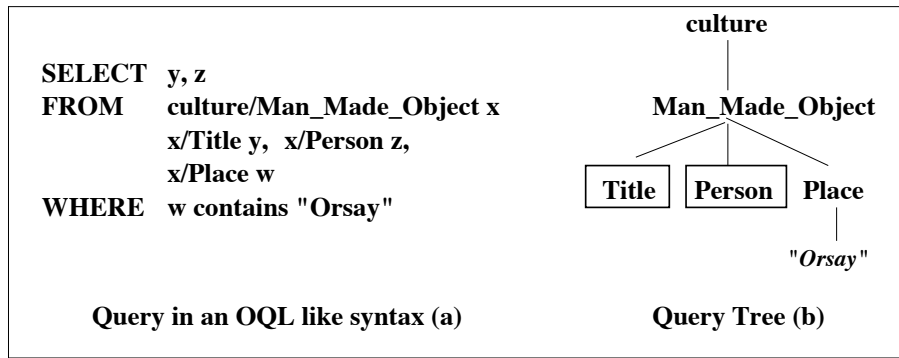 SELECT y, z
FROM culture/Man_Made_Object x
x/Title y, x/Person z,
x/Place w
WHERE w contains "Orsay"
Query in an OQL like syntax (a)
culture
Man_Made_Object
Title Person Place
"Orsay"
Query Tree (b)